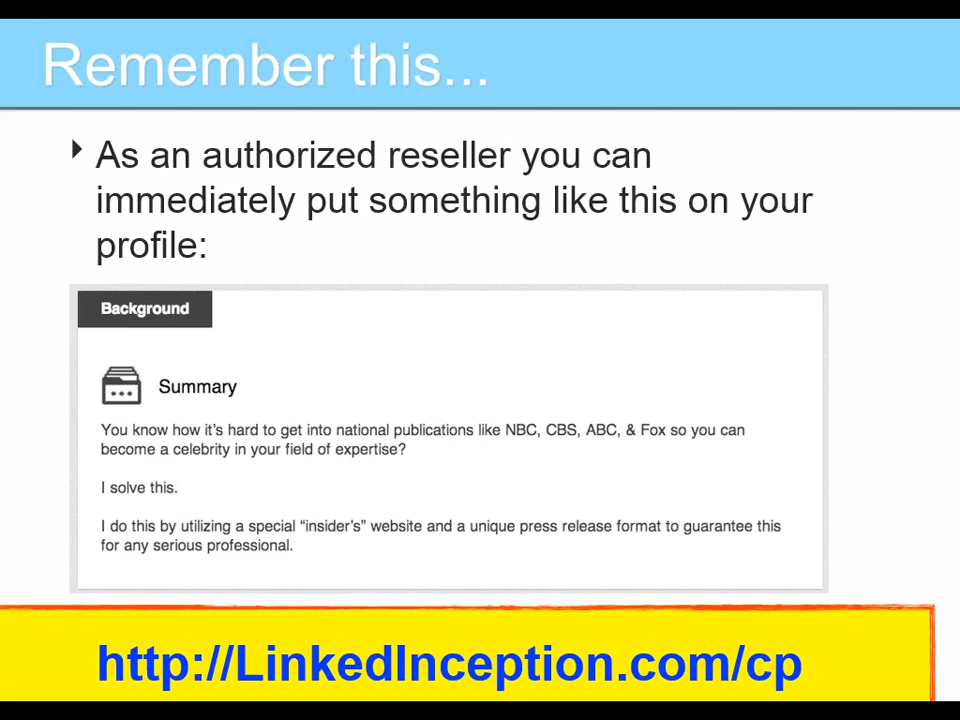 Remember this...
As an authorized reseller you can
immediately put something like this on your
profile:
Background
Summary
You know how it's hard to get into national publications like NBC, CBS, ABC, & Fox so you can
become a celebrity in your field of expertise?
I solve this.
I do this by utilizing a special “insider's” website and a unique press release format to guarantee this
for any serious professional.
http://LinkedInception.com/cp